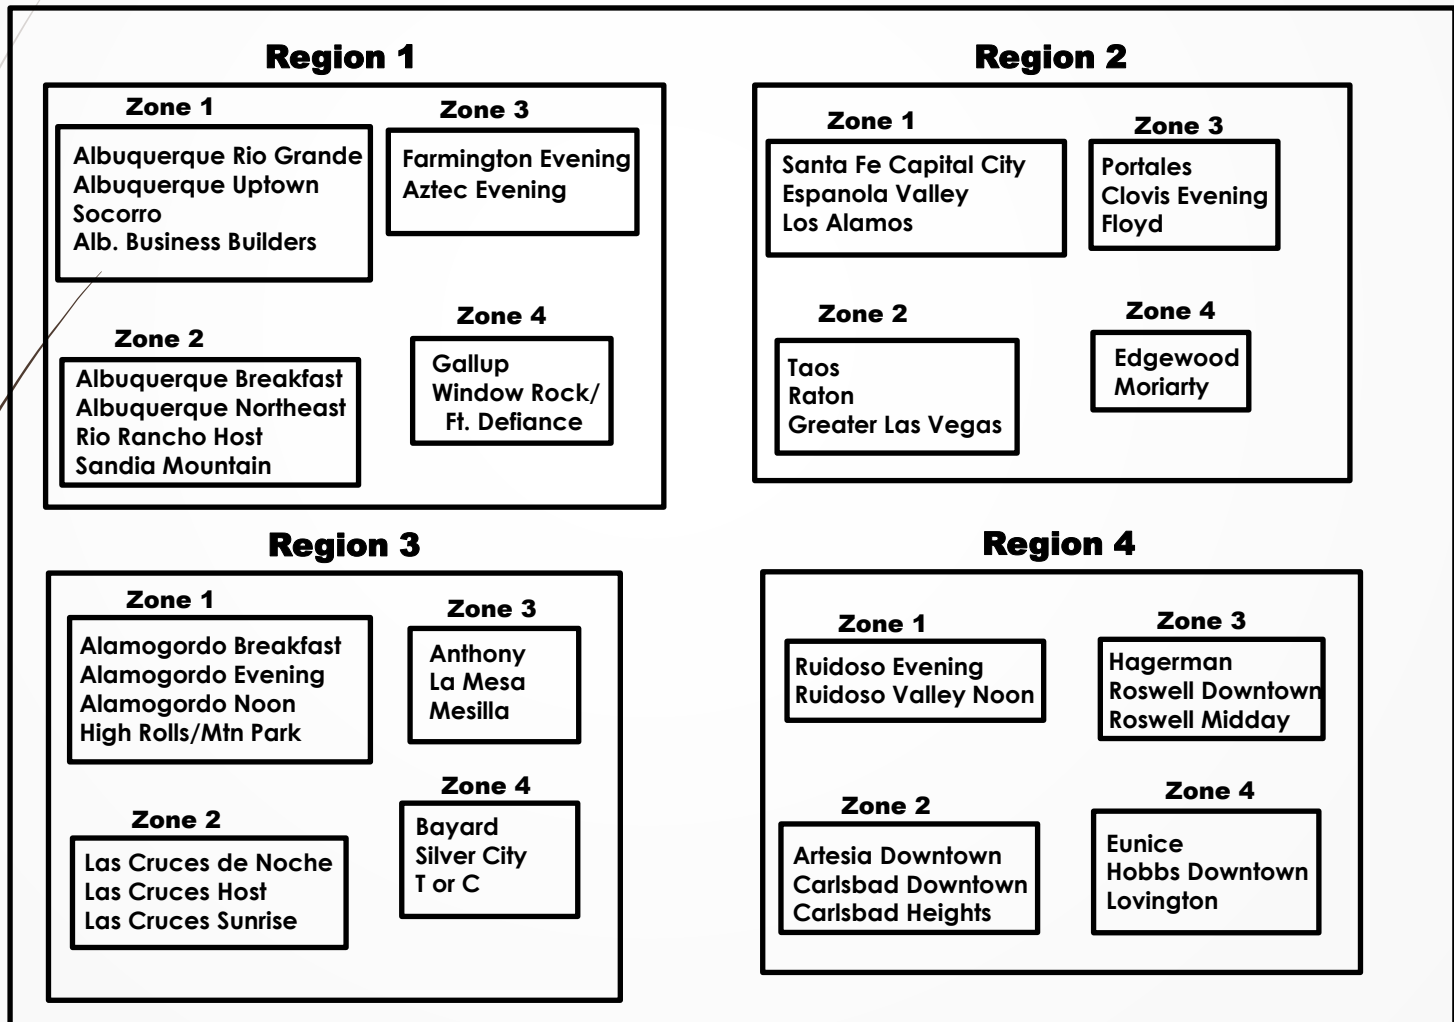 Region 1
Zone 1
Albuquerque Rio Grande
Albuquerque Uptown
Socorro
Alb. Business Builders
Zone 2
Albuquerque Breakfast
Albuquerque Northeast
Rio Rancho Host
Sandia Mountain
Zone 3
Farmington Evening
Aztec Evening
Zone 4
Gallup
Window Rock/
Ft. Defiance
Region 2
Zone 1
Santa Fe Capital City
Espanola Valley
Los Alamos
Zone 2
Taos
Raton
Greater Las Vegas
Zone 3
Portales
Clovis Evening
Floyd
Zone 4
Edgewood
Moriarty
Region 3
Zone 1
Alamogordo Breakfast
Alamogordo Evening
Alamogordo Noon
High Rolls/Mtn Park
Zone 2
Las Cruces de Noche
Las Cruces Host
Las Cruces Sunrise
Zone 3
Anthony
La Mesa
Mesilla
Zone 4
Bayard
Silver City
T or C
Region 4
Zone 1
Ruidoso Evening
Ruidoso Valley Noon
Zone 2
Artesia Downtown
Carlsbad Downtown
Carlsbad Heights
Zone 3
Hagerman
Roswell Downtown
Roswell Midday
Zone 4
Eunice
Hobbs Downtown
Lovington